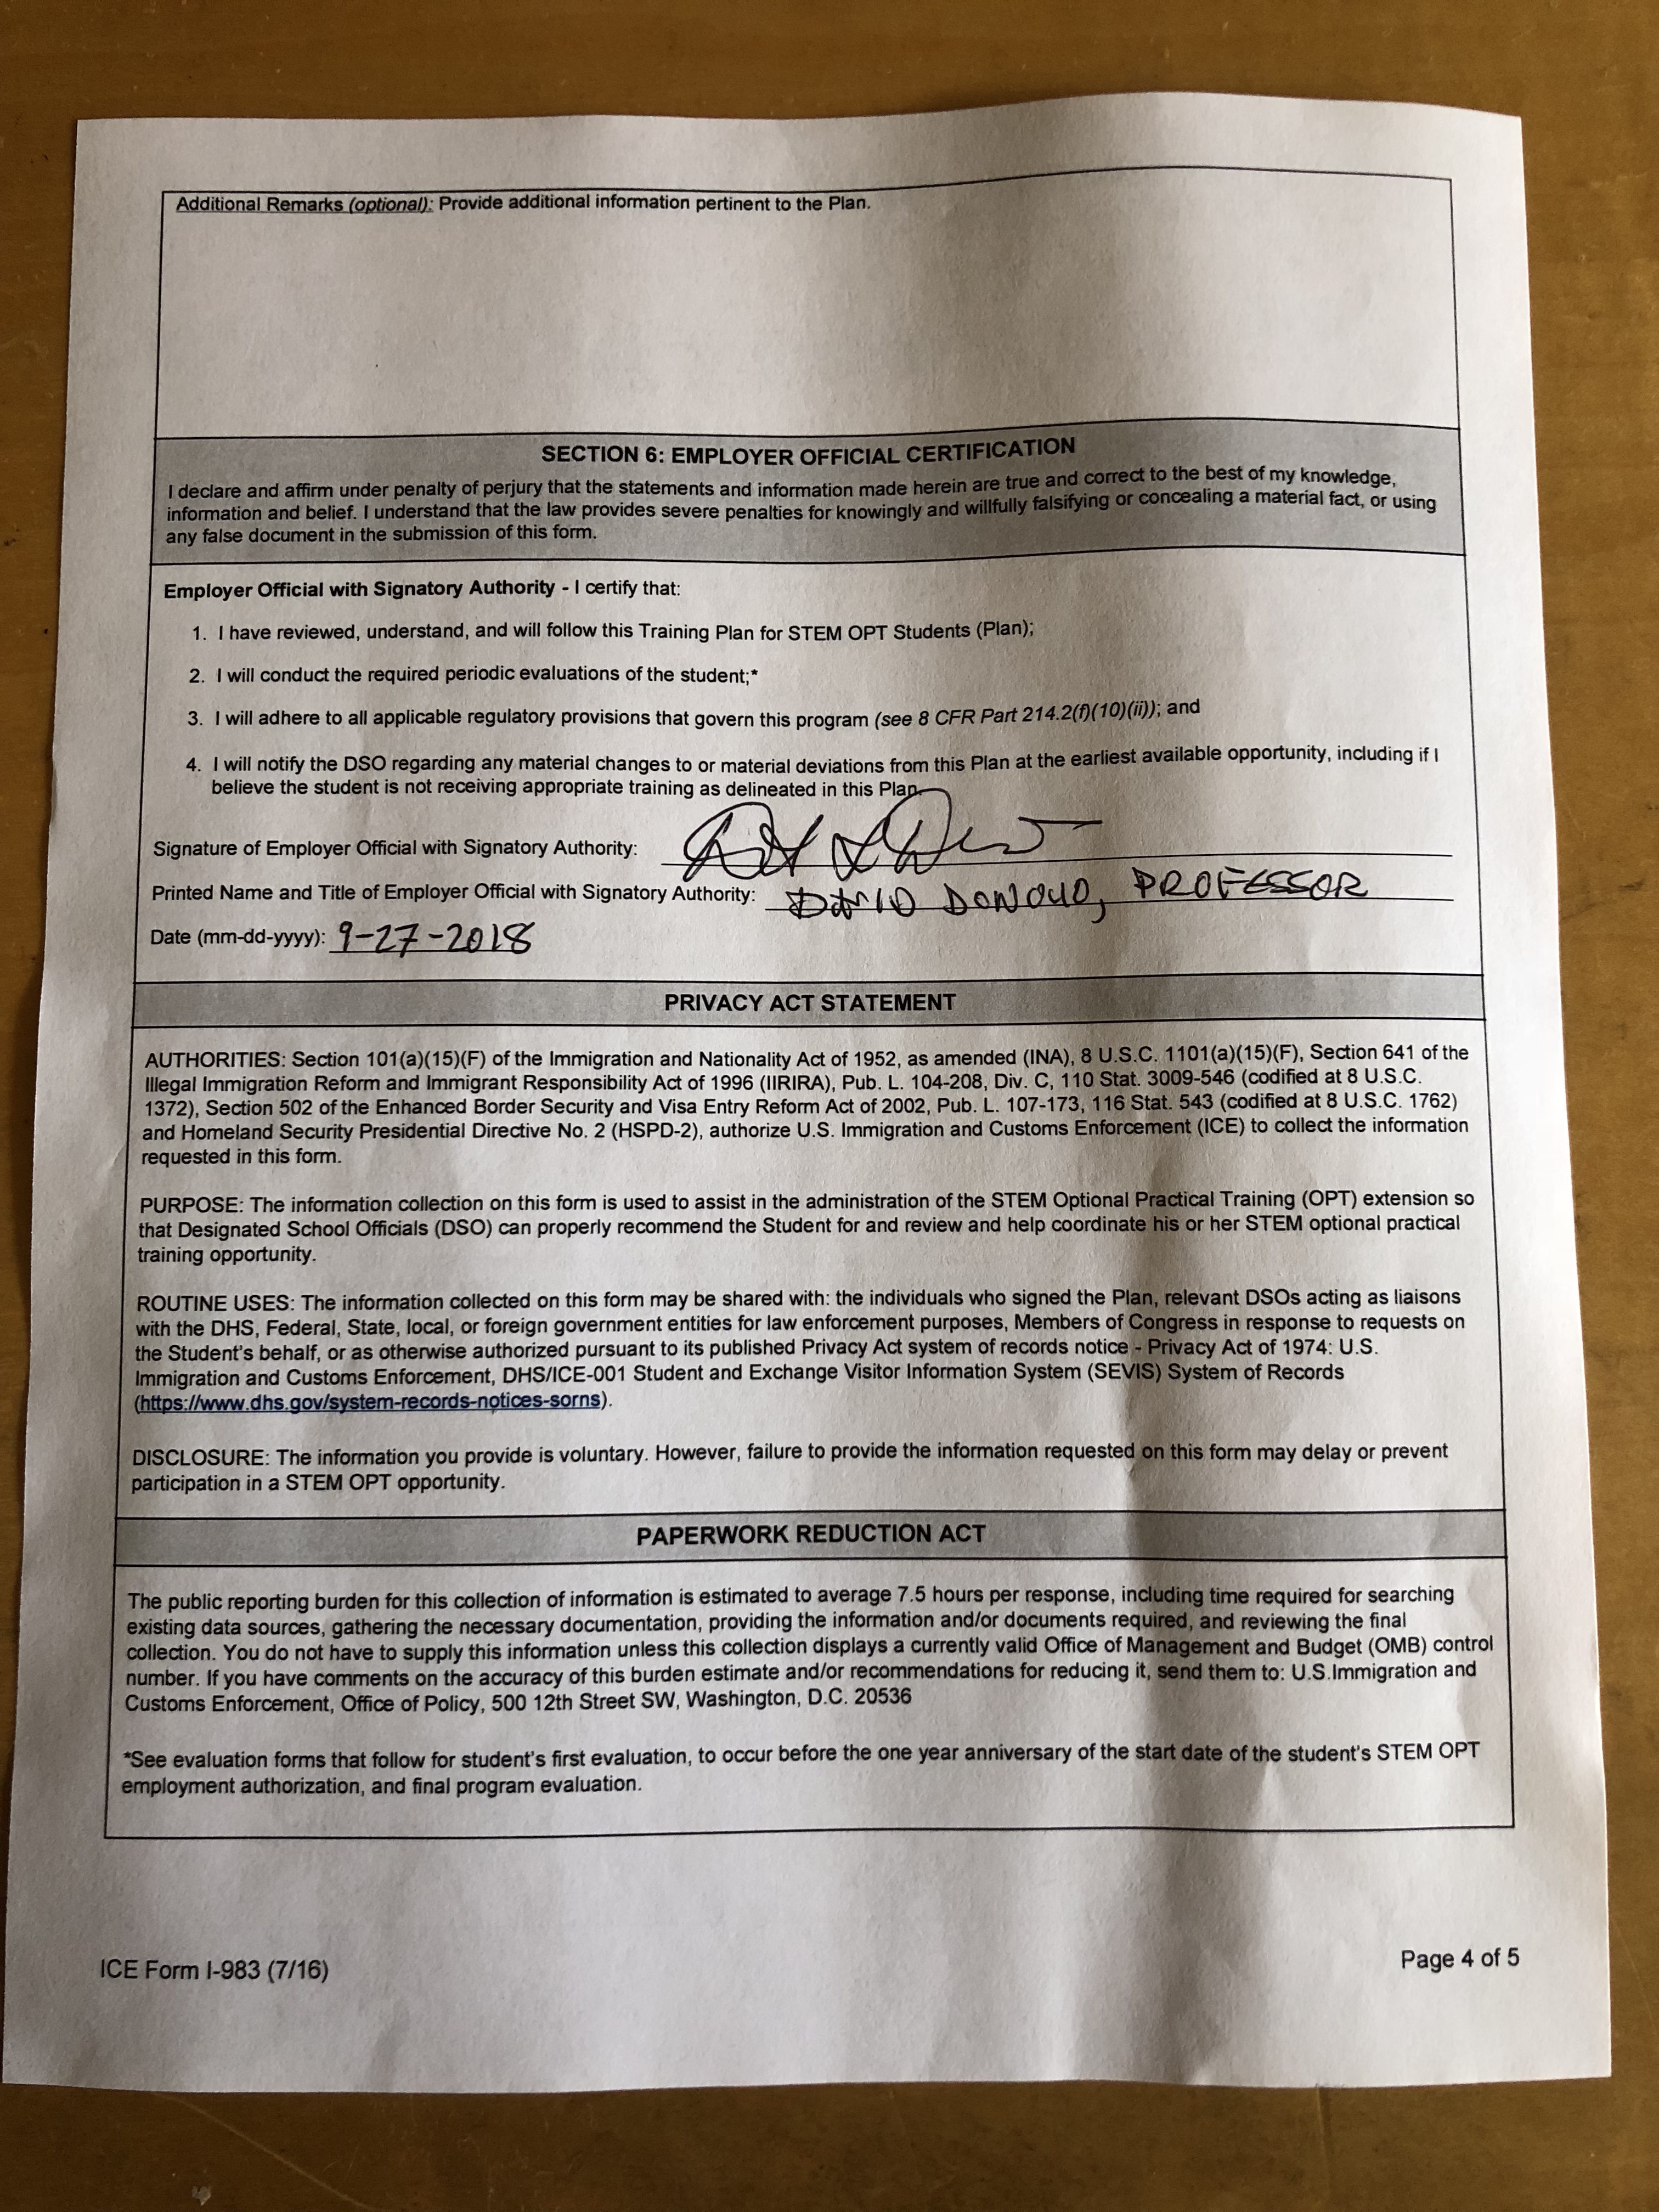 Additional Remarks (optional): Provide additional information pertinent to the Plan.
SECTION 6: EMPLOYER OFFICIAL CERTIFICATION
I declare and affirm under penalty of perjury that the statements and information made herein are true and correct to the best of my knowledge,
information and belief. I understand that the law provides severe penalties for knowingly and willfully falsifying or concealing a material fact, or using
any false document in the submission of this form.
Employer Official with Signatory Authority - I certify that:
1. I have reviewed, understand, and will follow this Training Plan for STEM OPT Students (Plan);
2. I will conduct the required periodic evaluations of the student;*
3. I will adhere to all applicable regulatory provisions that govern this program (see 8 CFR Part 214.2(f)(10)(ii)); and
4. I will notify the DSO regarding any material changes to or material deviations from this Plan at the earliest available opportunity, including if I
believe the student is not receiving appropriate training as delineated in this Plan.
Signature of Employer Official with Signatory Authority:
Printed Name and Title of Employer Official with Signatory Authority: PROFESSOR
Date (mm-dd-yyyy): 9-27-2018
PRIVACY ACT STATEMENT
AUTHORITIES: Section 101(a)(15)(F) of the Immigration and Nationality Act of 1952, as amended (INA), 8 U.S.C. 1101(a)(15)(F), Section 641 of the
Illegal Immigration Reform and Immigrant Responsibility Act of 1996 (IIRIRA), Pub. L. 104-208, Div. C, 110 Stat. 3009-546 (codified at 8 U.S.C.
1372), Section 502 of the Enhanced Border Security and Visa Entry Reform Act of 2002, Pub. L. 107-173, 116 Stat. 543 (codified at 8 U.S.C. 1762)
and Homeland Security Presidential Directive No. 2 (HSPD-2), authorize U.S. Immigration and Customs Enforcement (ICE) to collect the information
requested in this form.
PURPOSE: The information collection on this form is used to assist in the administration of the STEM Optional Practical Training (OPT) extension so
that Designated School Officials (DSO) can properly recommend the Student for and review and help coordinate his or her STEM optional practical
training opportunity.
ROUTINE USES: The information collected on this form may be shared with: the individuals who signed the Plan, relevant DSOs acting as liaisons
with the DHS, Federal, State, local, or foreign government entities for law enforcement purposes, Members of Congress in response to requests on
the Student's behalf, or as otherwise authorized pursuant to its published Privacy Act system of records notice - Privacy Act of 1974: U.S.
Immigration and Customs Enforcement, DHS/ICE-001 Student and Exchange Visitor Information System (SEVIS) System of Records
(https://www.dhs.gov/system-records-notices-sorns).
DISCLOSURE: The information you provide is voluntary. However, failure to provide the information requested on this form may delay or prevent
participation in a STEM OPT opportunity.
PAPERWORK REDUCTION ACT
The public reporting burden for this collection of information is estimated to average 7.5 hours per response, including time required for searching
existing data sources, gathering the necessary documentation, providing the information and/or documents required, and reviewing the final
collection. You do not have to supply this information unless this collection displays a currently valid Office of Management and Budget (OMB) control
number. If you have comments on the accuracy of this burden estimate and/or recommendations for reducing it, send them to: U.S.Immigration and
Customs Enforcement, Office of Policy, 500 12th Street SW, Washington, D.C. 20536
*See evaluation forms that follow for student's first evaluation, to occur before the one year anniversary of the start date of the student's STEM OPT
employment authorization, and final program evaluation.
ICE Form I-983 (7/16)
Page 4 of 5